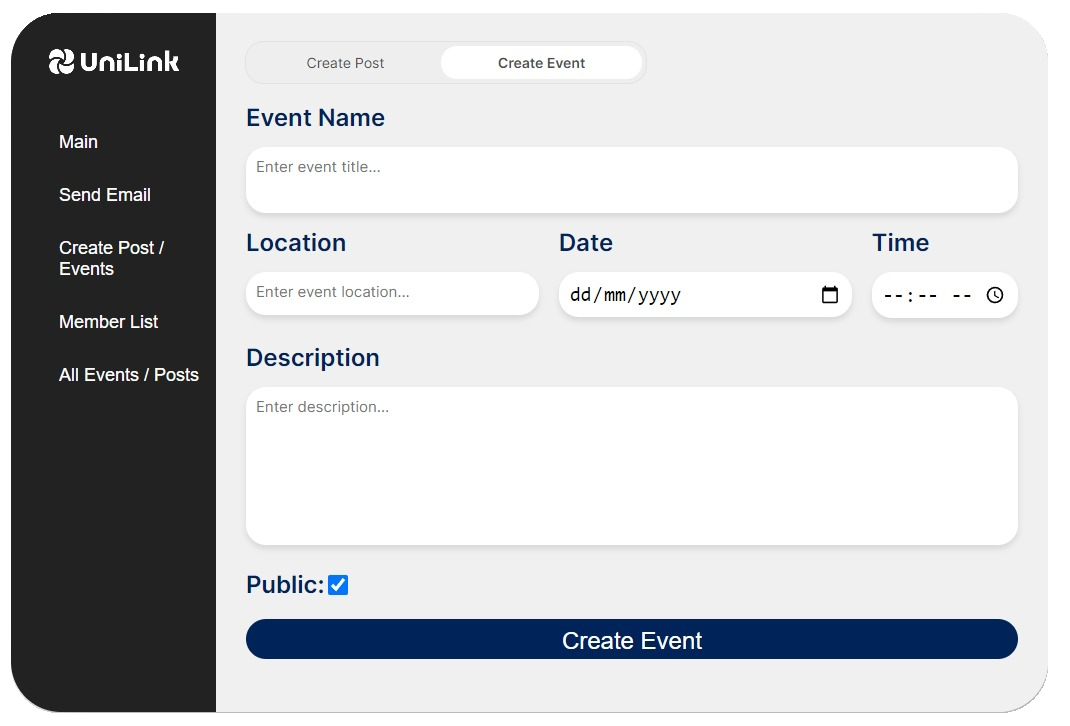 UniLink
Main
Send Email
Create Post /
Events
Member List
All Events / Posts
Create Post
Create Event
Event Name
Enter event title...
Location
Date
Time
Enter event location...
dd/mm/yyyy
--:-- --
Description
Enter description...
Public:
Create Event